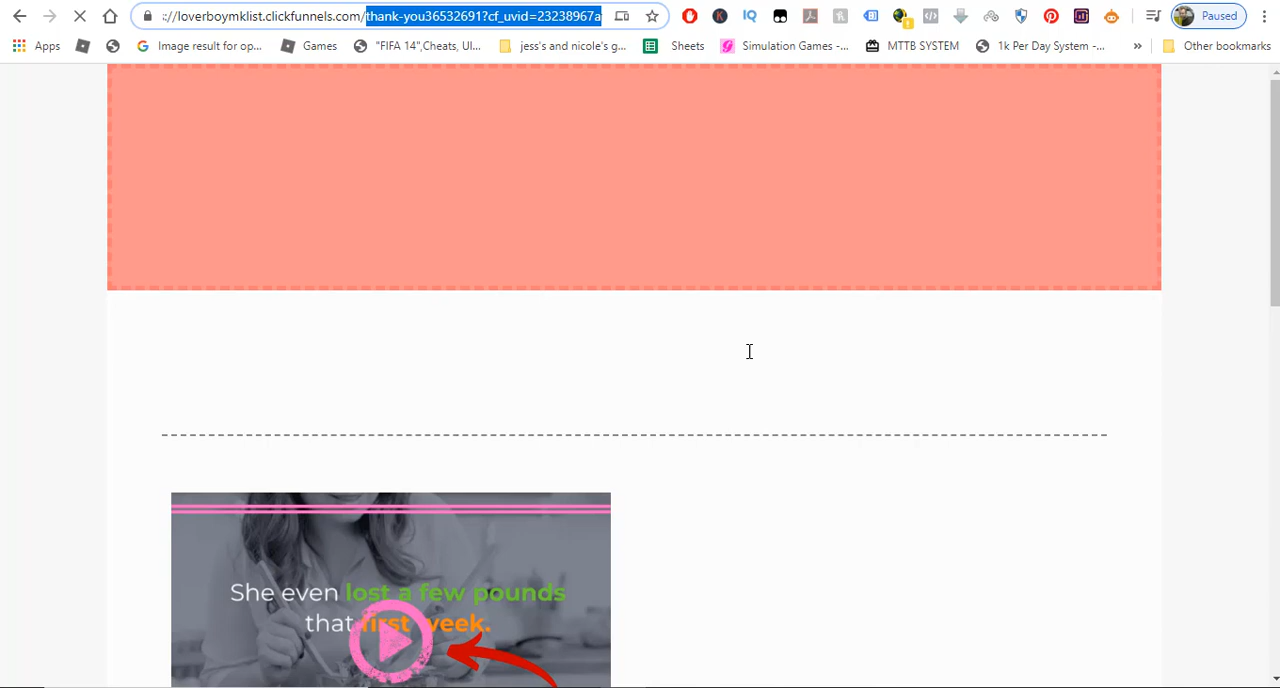 ://loverboymklist.clickfunnels.com/thank-you36532691?cf_uvid=23238967a
Paused
Apps
Image result for op...
Games
"FIFA 14",Cheats, Ul...
jess's and nicole's g...
Sheets
Simulation Games -...
MTTB SYSTEM
1k Per Day System -...
»
Other bookmarks
She even lost a few pounds
that first week.